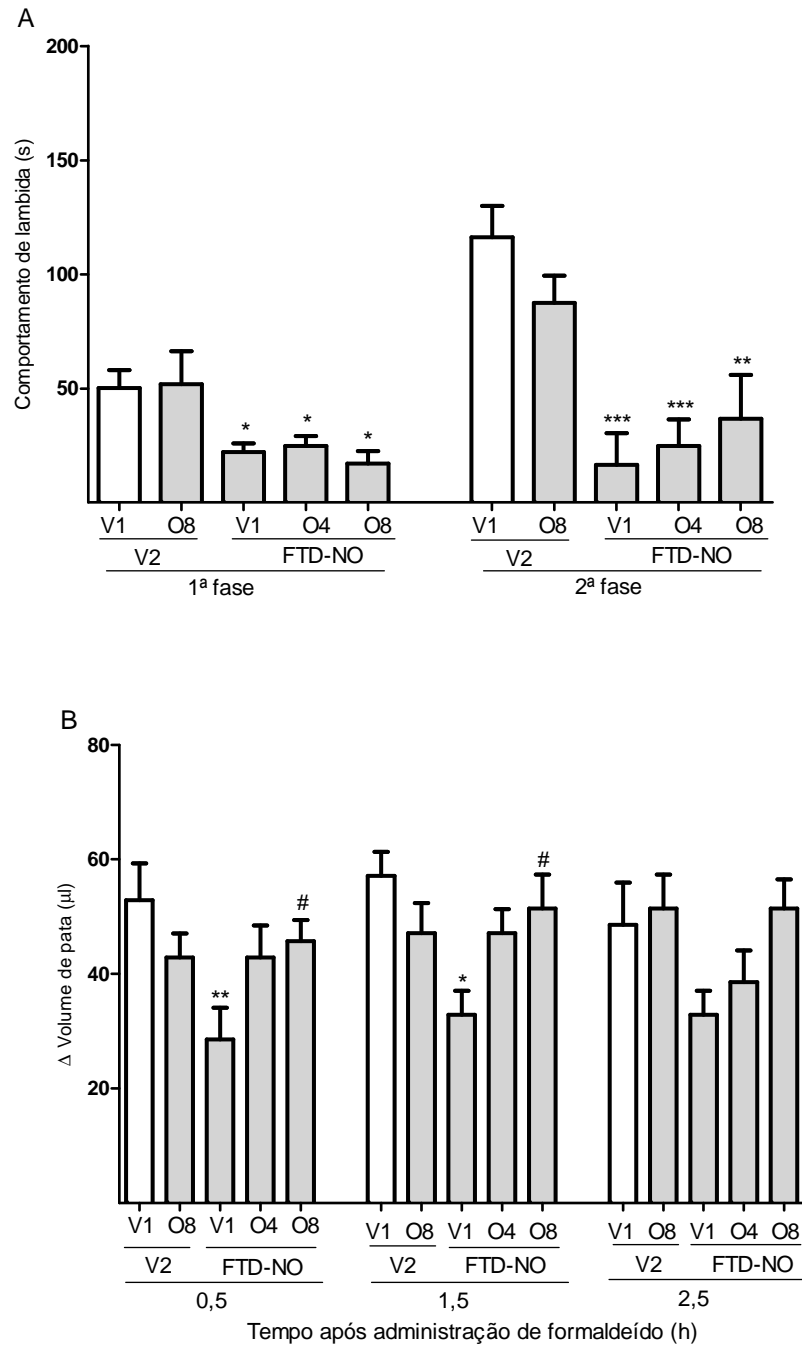 A
Comportamento de lambida (s)
200
150
100
50
* * * *** *** **
V1 O8 V1 O4 O8 V1 O8 V1 O4 O8
V2 FTD-NO V2 FTD-NO
1ª fase 2ª fase
B
Δ Volume de pata (µl)
80
60
40
20
** # * #
V1 O8 V1 O4 O8 V1 O8 V1 O4 O8 V1 O8 V1 O4 O8
V2 FTD-NO V2 FTD-NO V2 FTD-NO
0,5 1,5 2,5
Tempo após administração de formaldeído (h)